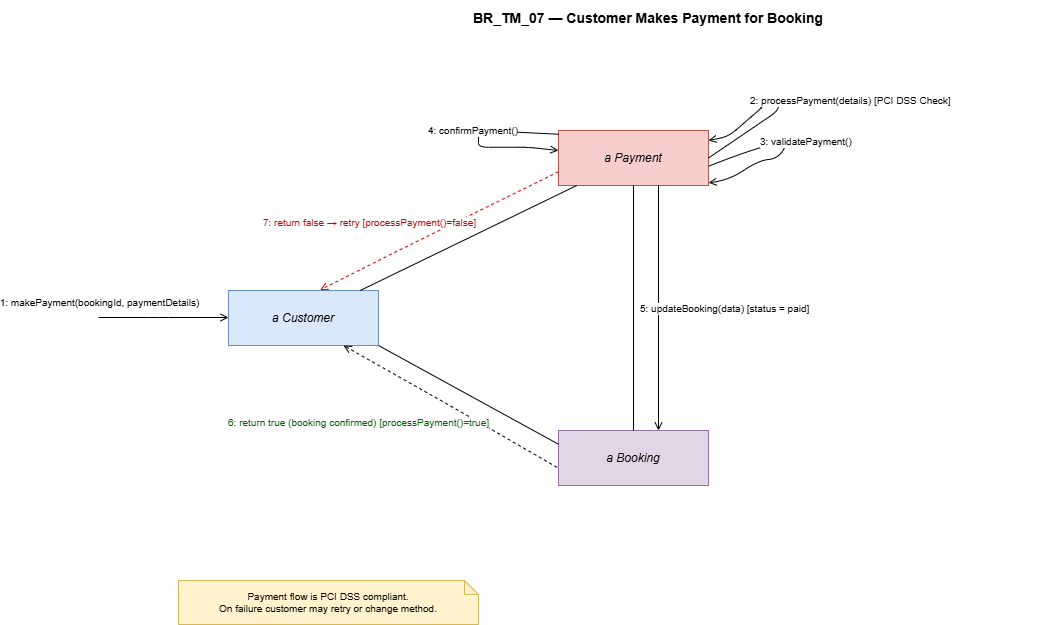 BR_TM_07 — Customer Makes Payment for Booking
2: processPayment(details) [PCI DSS Check]
4: confirmPayment()
3: validatePayment()
a Payment
7: return false → retry [processPayment()=false]
1: makePayment(bookingId, paymentDetails)
a Customer
5: updateBooking(data) [status = paid]
6: return true (booking confirmed) [processPayment()=true]
a Booking
Payment flow is PCI DSS compliant.
On failure customer may retry or change method.